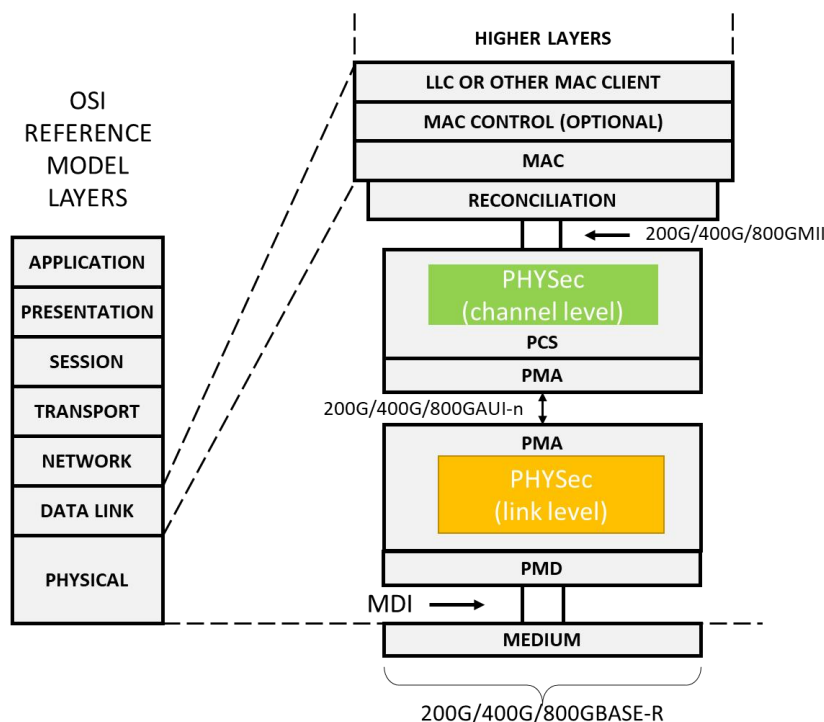 OSI
REFERENCE
MODEL
LAYERS
APPLICATION
PRESENTATION
SESSION
TRANSPORT
NETWORK
DATA LINK
PHYSICAL
HIGHER LAYERS
LLC OR OTHER MAC CLIENT
MAC CONTROL (OPTIONAL)
MAC
RECONCILIATION
200G/400G/800GMII
PHYSec
(channel level)
PCS
PMA
200G/400G/800GAUI-n
PMA
PHYSec
(link level)
PMD
MDI
MEDIUM
200G/400G/800GBASE-R